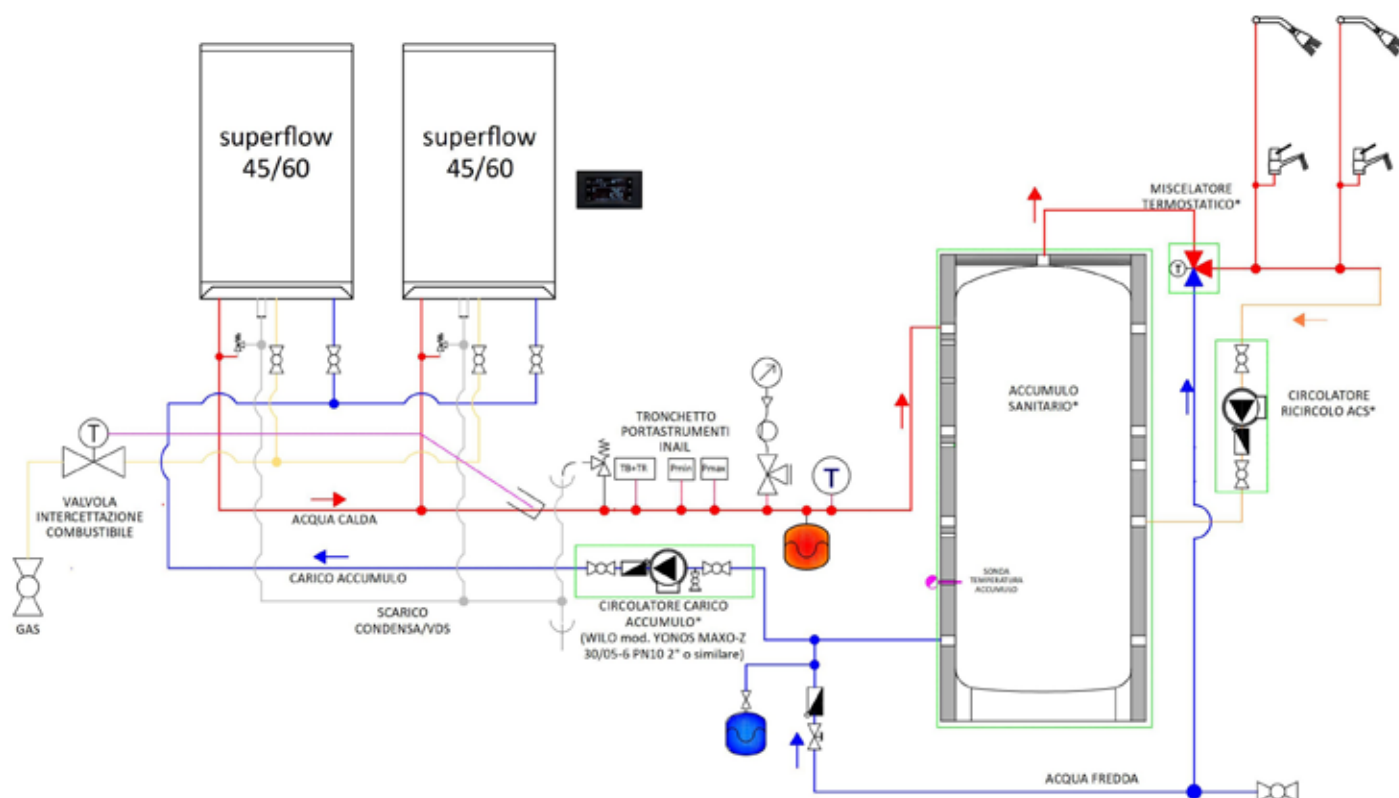 superflow
45/60
superflow
45/60
MISCELATORE
TERMOSTATICO*
T
ACCUMULO
SANITARIO*
CIRCOLATORE
RICIRCOLO ACS*
TRONCHETTO
PORTASTRUMENTI
INAIL
T
TB+TR
Pmin
Pmax
T
VALVOLA
INTERCETTAZIONE
COMBUSTIBILE
ACQUA CALDA
CARICO ACCUMULO
SONDA
TEMPERATURA
ACCUMULO
GAS
SCARICO
CONDENSA/VDS
CIRCOLATORE CARICO
ACCUMULO*
(WILO mod. YONOS MAXO-Z
30/05-6 PN10 2" o similare)
ACQUA FREDDA